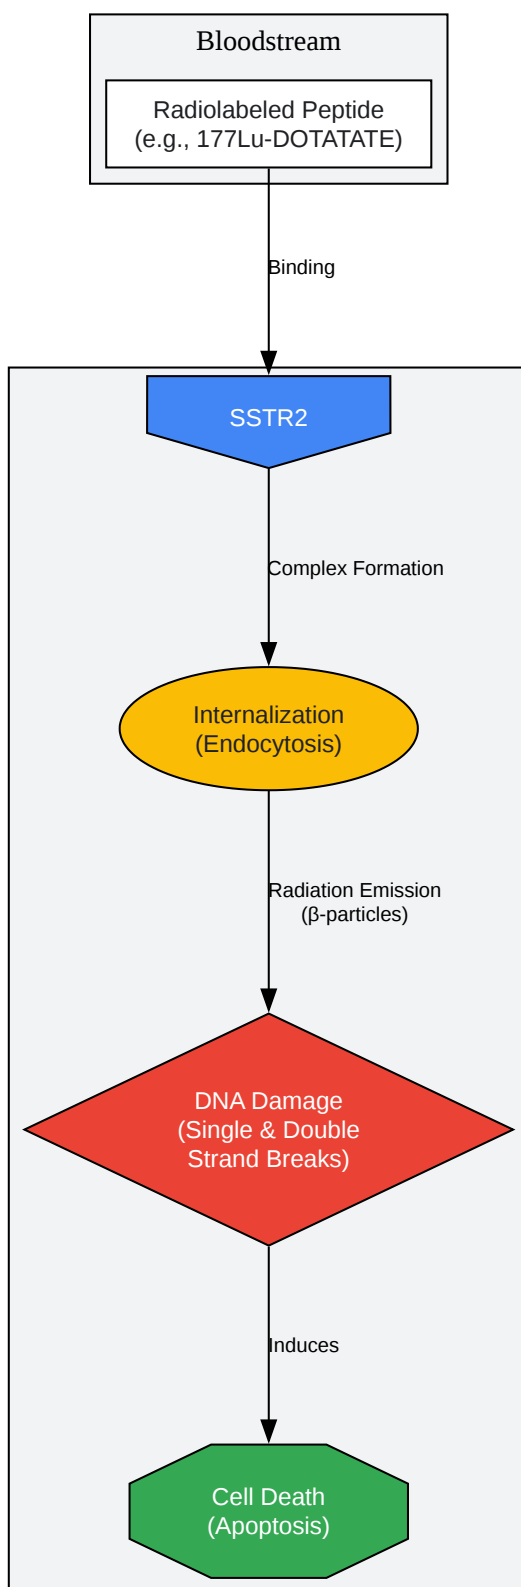 Bloodstream
Radiolabeled Peptide
(e.g., 177Lu-DOTATATE)
Binding
SSTR2
Complex Formation
Internalization
(Endocytosis)
Radiation Emission
(β-particles)
DNA Damage
(Single & Double
Strand Breaks)
Induces
Cell Death
(Apoptosis)